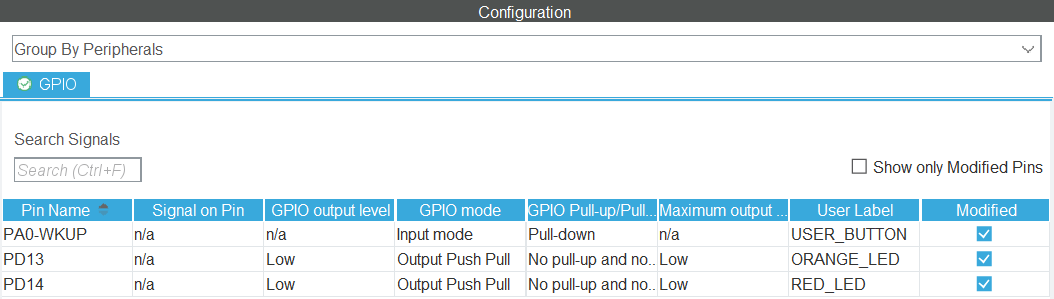 Configuration
Group By Peripherals
GPIO
Search Signals
Search (Ctrl+F)
Show only Modified Pins
Pin Name Signal on Pin GPIO output level GPIO mode GPIO Pull-up/Pull... Maximum output ... User Label Modified
PA0-WKUP n/a n/a Input mode Pull-down n/a USER_BUTTON
PD13 n/a Low Output Push Pull No pull-up and no... Low ORANGE_LED
PD14 n/a Low Output Push Pull No pull-up and no... Low RED_LED